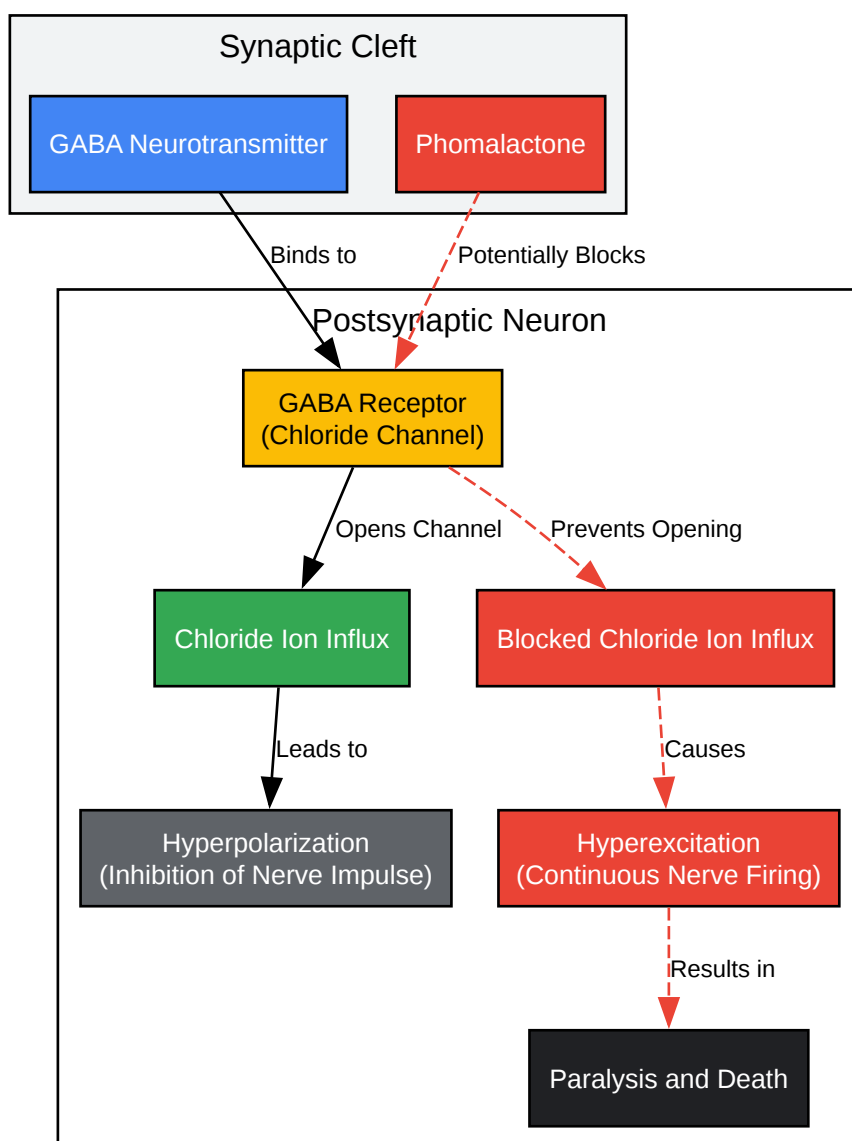 Synaptic Cleft
GABA Neurotransmitter
Phomalactone
Binds to
Potentially Blocks
Postsynaptic Neuron
GABA Receptor
(Chloride Channel)
Opens Channel
Prevents Opening
Chloride Ion Influx
Blocked Chloride Ion Influx
Leads to
Causes
Hyperpolarization
(Inhibition of Nerve Impulse)
Hyperexcitation
(Continuous Nerve Firing)
Results in
Paralysis and Death